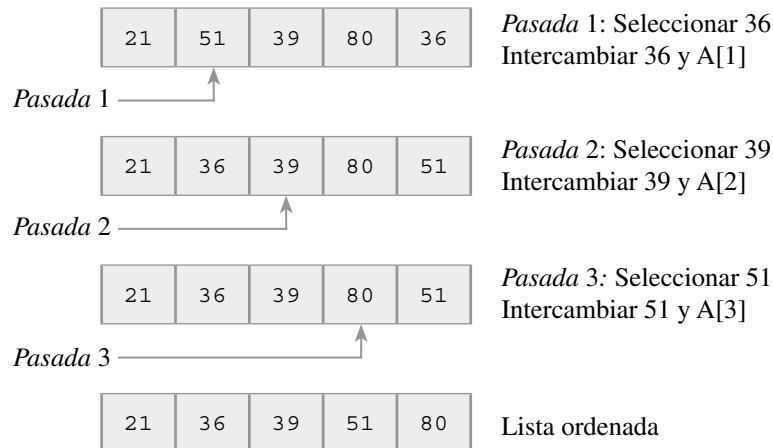 21 51 39 80 36
Pasada 1: Seleccionar 36
Intercambiar 36 y A[1]
Pasada 1
21 36 39 80 51
Pasada 2: Seleccionar 39
Intercambiar 39 y A[2]
Pasada 2
21 36 39 80 51
Pasada 3: Seleccionar 51
Intercambiar 51 y A[3]
Pasada 3
21 36 39 51 80
Lista ordenada